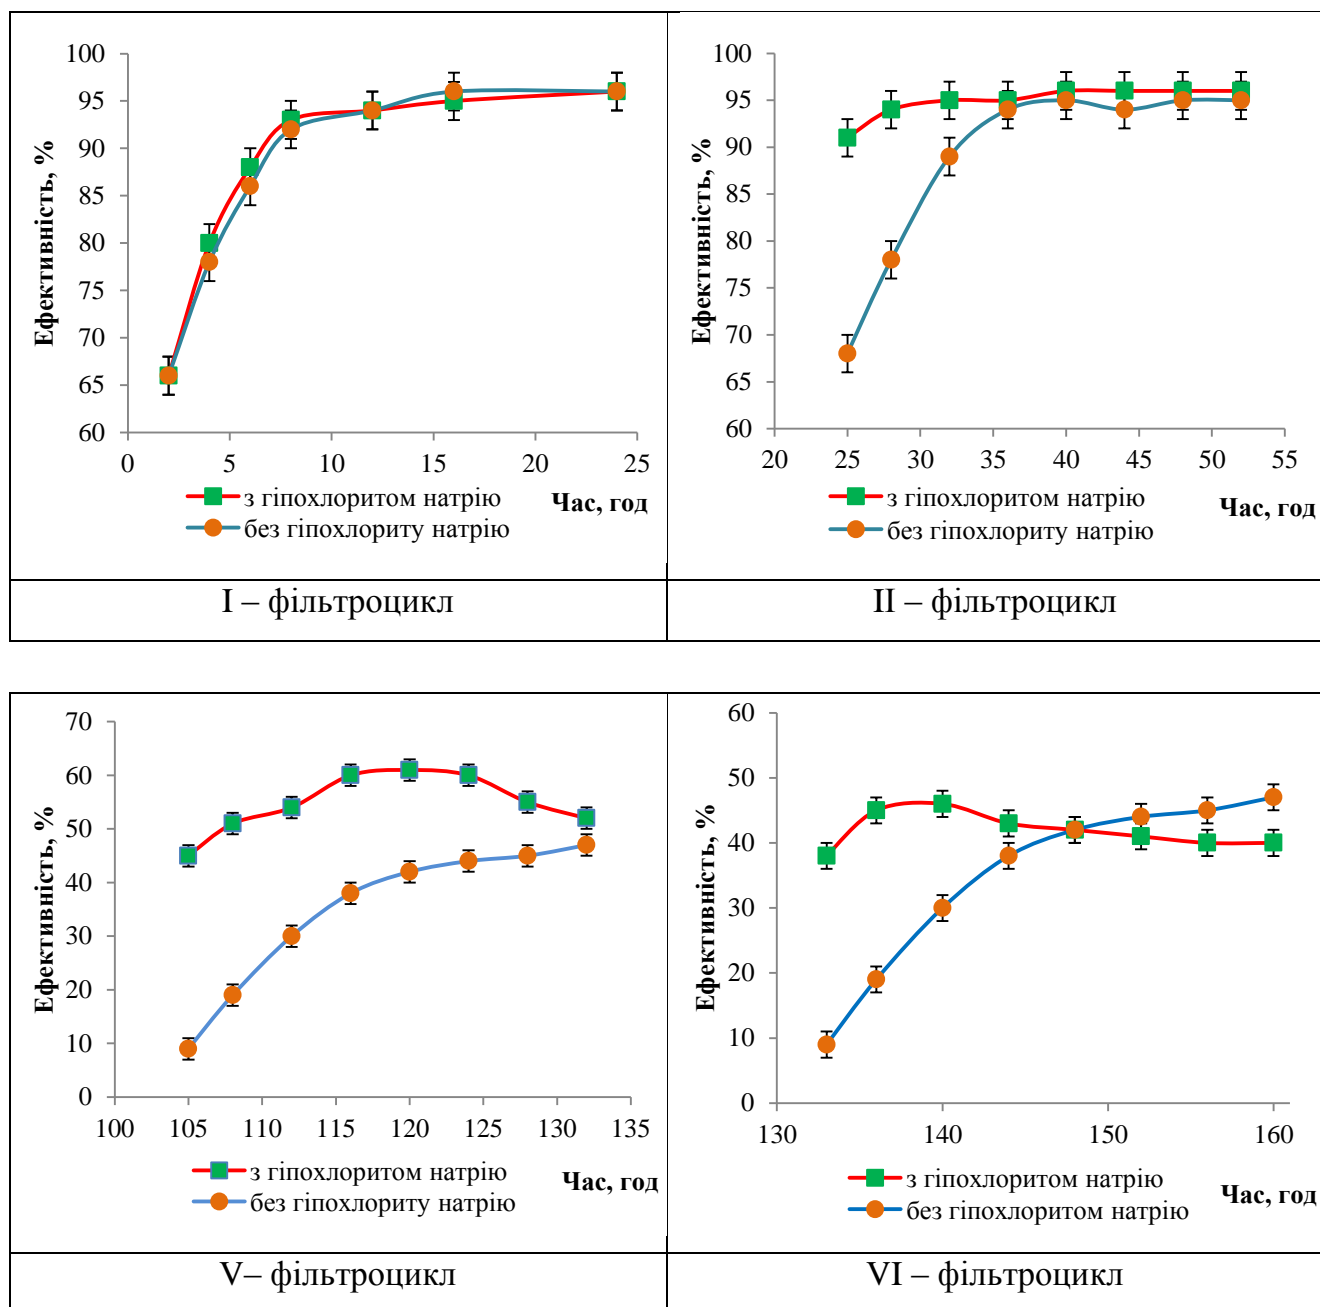 100
95
90
85
80
75
70
65
60
Ефективність, %
0 5 10 15 20 25
з гіпохлоритом натрію
без гіпохлориту натрію
Час, год
I – фільтроцикл
100
95
90
85
80
75
70
65
60
Ефективність, %
20 25 30 35 40 45 50 55
з гіпохлоритом натрію
без гіпохлориту натрію
Час, год
II – фільтроцикл
70
60
50
40
30
20
10
0
Ефективність, %
100 105 110 115 120 125 130 135
з гіпохлоритом натрію
без гіпохлориту натрію
Час, год
V– фільтроцикл
60
50
40
30
20
10
0
Ефективність, %
130 140 150 160
з гіпохлоритом натрію
без гіпохлоритом натрію
Час, год
VI – фільтроцикл